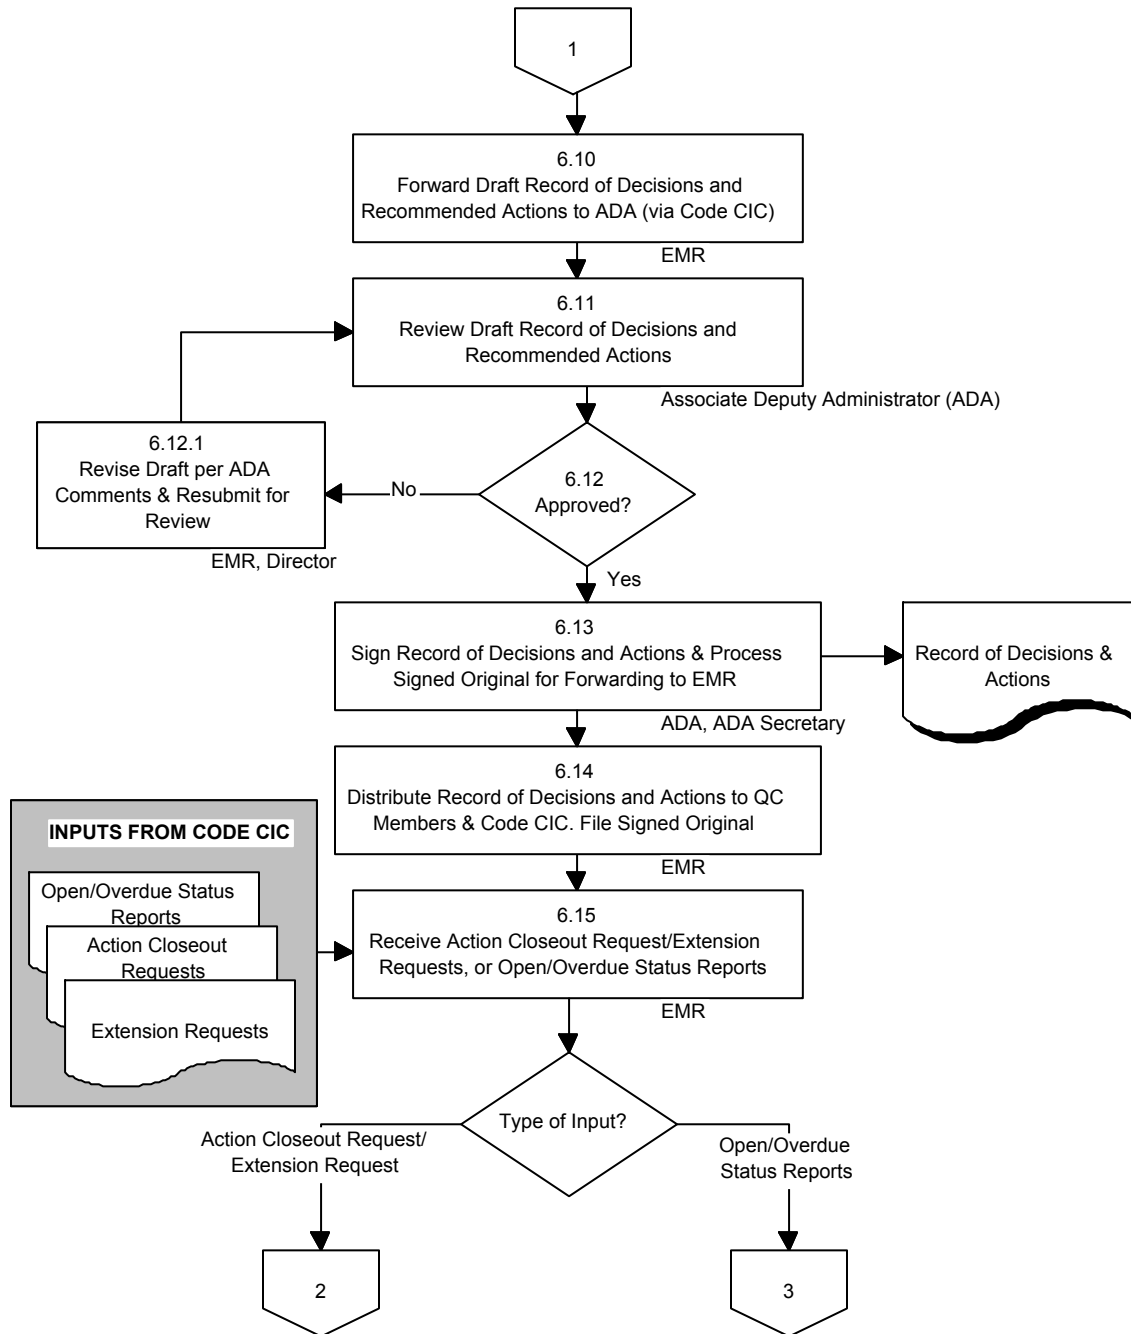 1
6.10
Forward Draft Record of Decisions and
Recommended Actions to ADA (via Code CIC)
EMR
6.11
Review Draft Record of Decisions and
Recommended Actions
Associate Deputy Administrator (ADA)
6.12.1
Revise Draft per ADA
Comments & Resubmit for
Review
EMR, Director
No
6.12
Approved?
Yes
6.13
Sign Record of Decisions and Actions & Process
Signed Original for Forwarding to EMR
ADA, ADA Secretary
Record of Decisions &
Actions
6.14
Distribute Record of Decisions and Actions to QC
Members & Code CIC. File Signed Original
EMR
INPUTS FROM CODE CIC
Open/Overdue Status
Reports
Action Closeout
Requests
Extension Requests
6.15
Receive Action Closeout Request/Extension
Requests, or Open/Overdue Status Reports
EMR
Type of Input?
Action Closeout Request/
Extension Request
Open/Overdue
Status Reports
2
3